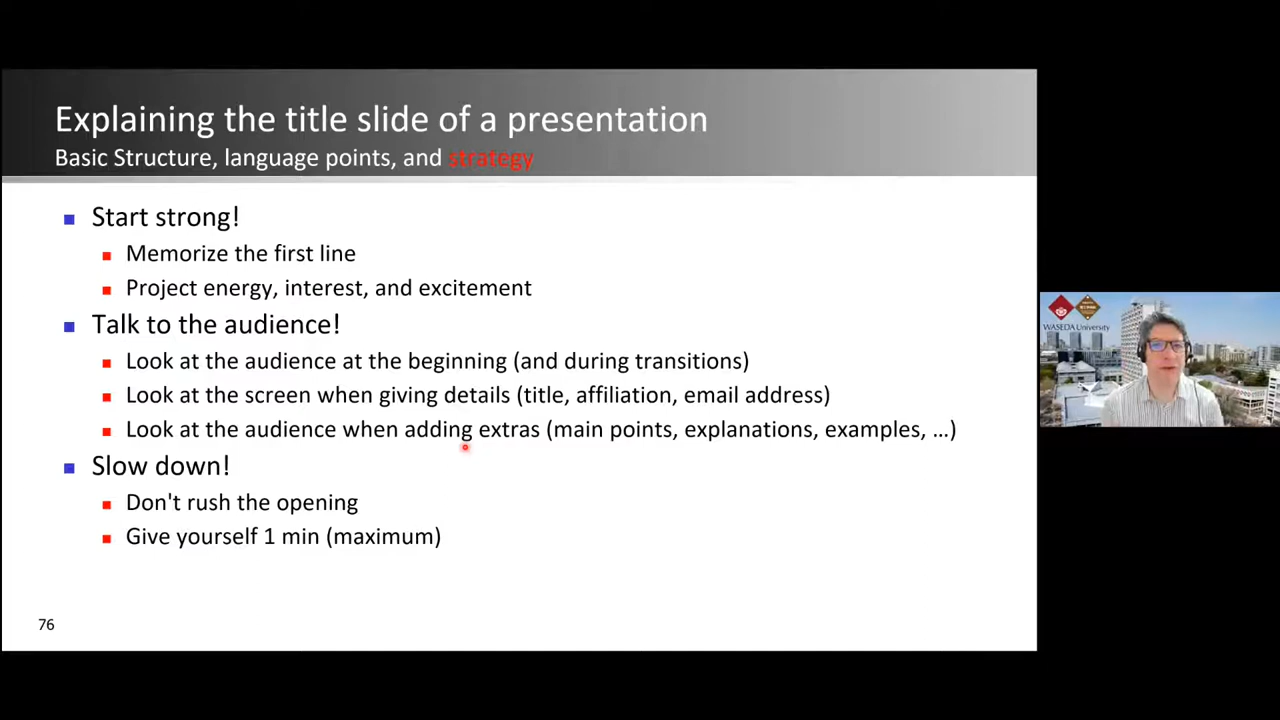 Explaining the title slide of a presentation
Basic Structure, language points, and strategy
Start strong!
Memorize the first line
Project energy, interest, and excitement
Talk to the audience!
Look at the audience at the beginning (and during transitions)
Look at the screen when giving details (title, affiliation, email address)
Look at the audience when adding extras (main points, explanations, examples, …)
Slow down!
Don't rush the opening
Give yourself 1 min (maximum)
76
WASEDA University